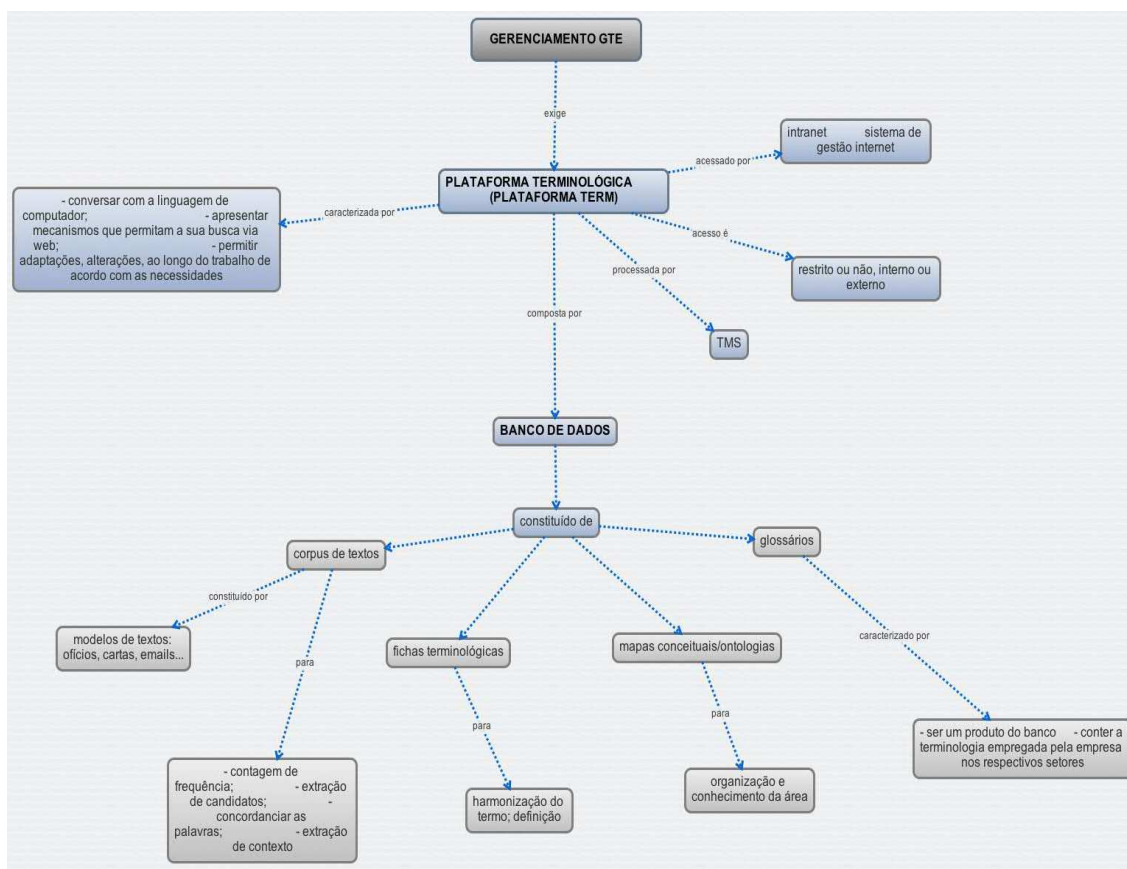 GERENCIAMENTO GTE
exige
intranet sistema de
gestão internet
acessado por
PLATAFORMA TERMINOLÓGICA
(PLATAFORMA TERM)
- conversar com a linguagem de
computador; - apresentar
mecanismos que permitam a sua busca via
web; - permitir
adaptações, alterações, ao longo do trabalho de
acordo com as necessidades
caracterizada por
acesso é
restrito ou não, interno ou
externo
processada por
TMS
composta por
BANCO DE DADOS
constituído de
corpus de textos
glossários
constituído por
modelos de textos:
ofícios, cartas, emails...
para
- contagem de
frequência; - extração
de candidatos; -
concordanciar as
palavras; - extração
de contexto
fichas terminológicas
para
harmonização do
termo; definição
mapas conceituais/ontologias
para
organização e
conhecimento da área
caracterizado por
- ser um produto do banco - conter a
terminologia empregada pela empresa
nos respectivos setores